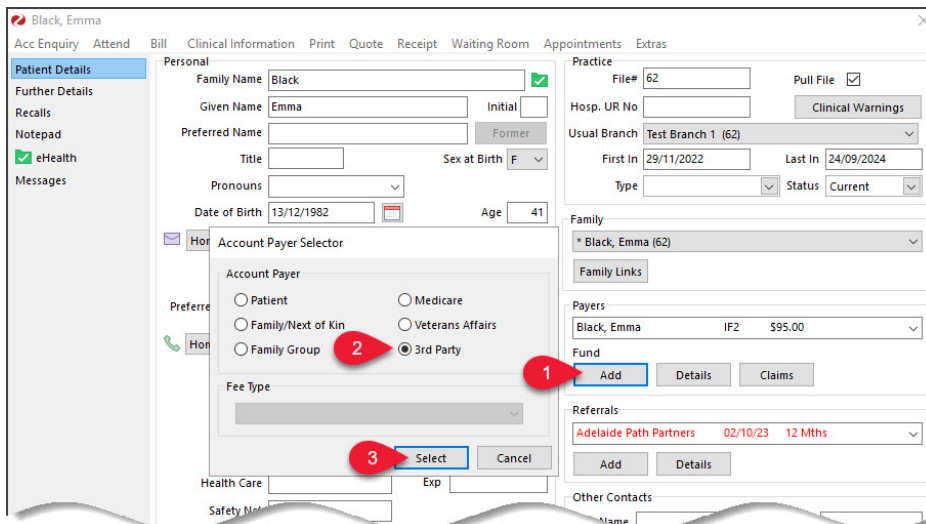 Black, Emma
Acc Enquiry Attend Bill Clinical Information Print Quote Receipt Waiting Room Appointments Extras
Patient Details
Further Details
Recalls
Notepad
eHealth
Messages
Personal
Family Name Black
Given Name Emma Initial
Preferred Name Former
Title Sex at Birth F
Pronouns
Date of Birth 13/12/1982 Age 41
Hor
Preferre
Hor
Account Payer Selector
Account Payer
Patient Medicare
Family/Next of Kin Veterans Affairs
Family Group 2 3rd Party
Fee Type
3 Select Cancel
Health Care Exp
Safety Net
Practice
File# 62 Pull File
Hosp. UR No Clinical Warnings
Usual Branch Test Branch 1 (62)
First In 29/11/2022 Last In 24/09/2024
Type Status Current
Family
* Black, Emma (62)
Family Links
Payers
Black, Emma IF2 $95.00
Fund
1 Add Details Claims
Referrals
Adelaide Path Partners 02/10/23 12 Mths
Add Details
Other Contacts
Name